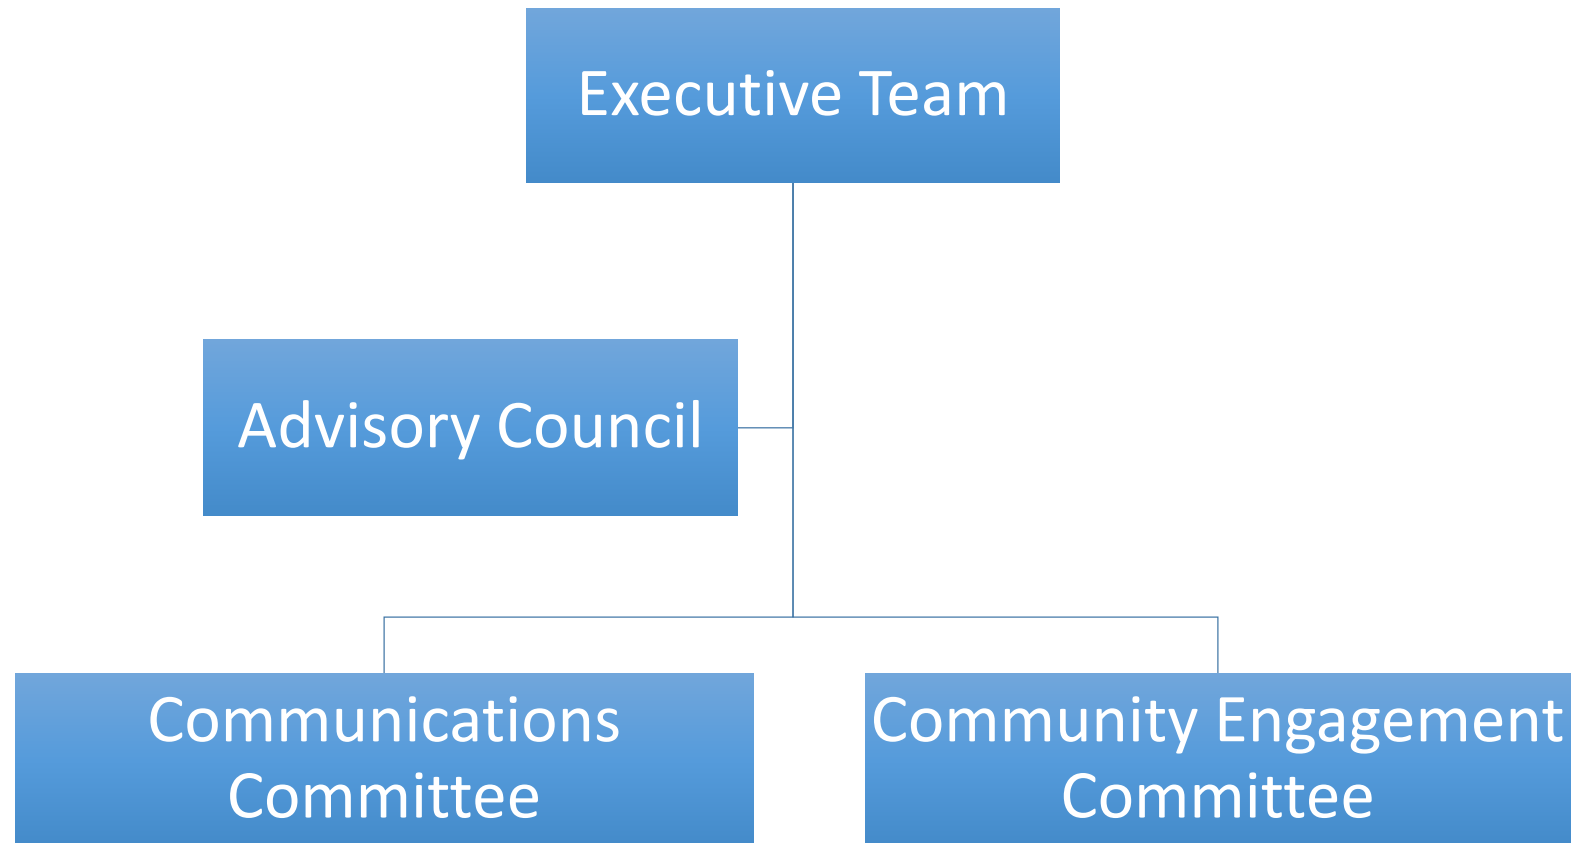 Executive Team
Advisory Council
Communications
Committee
Community Engagement
Committee